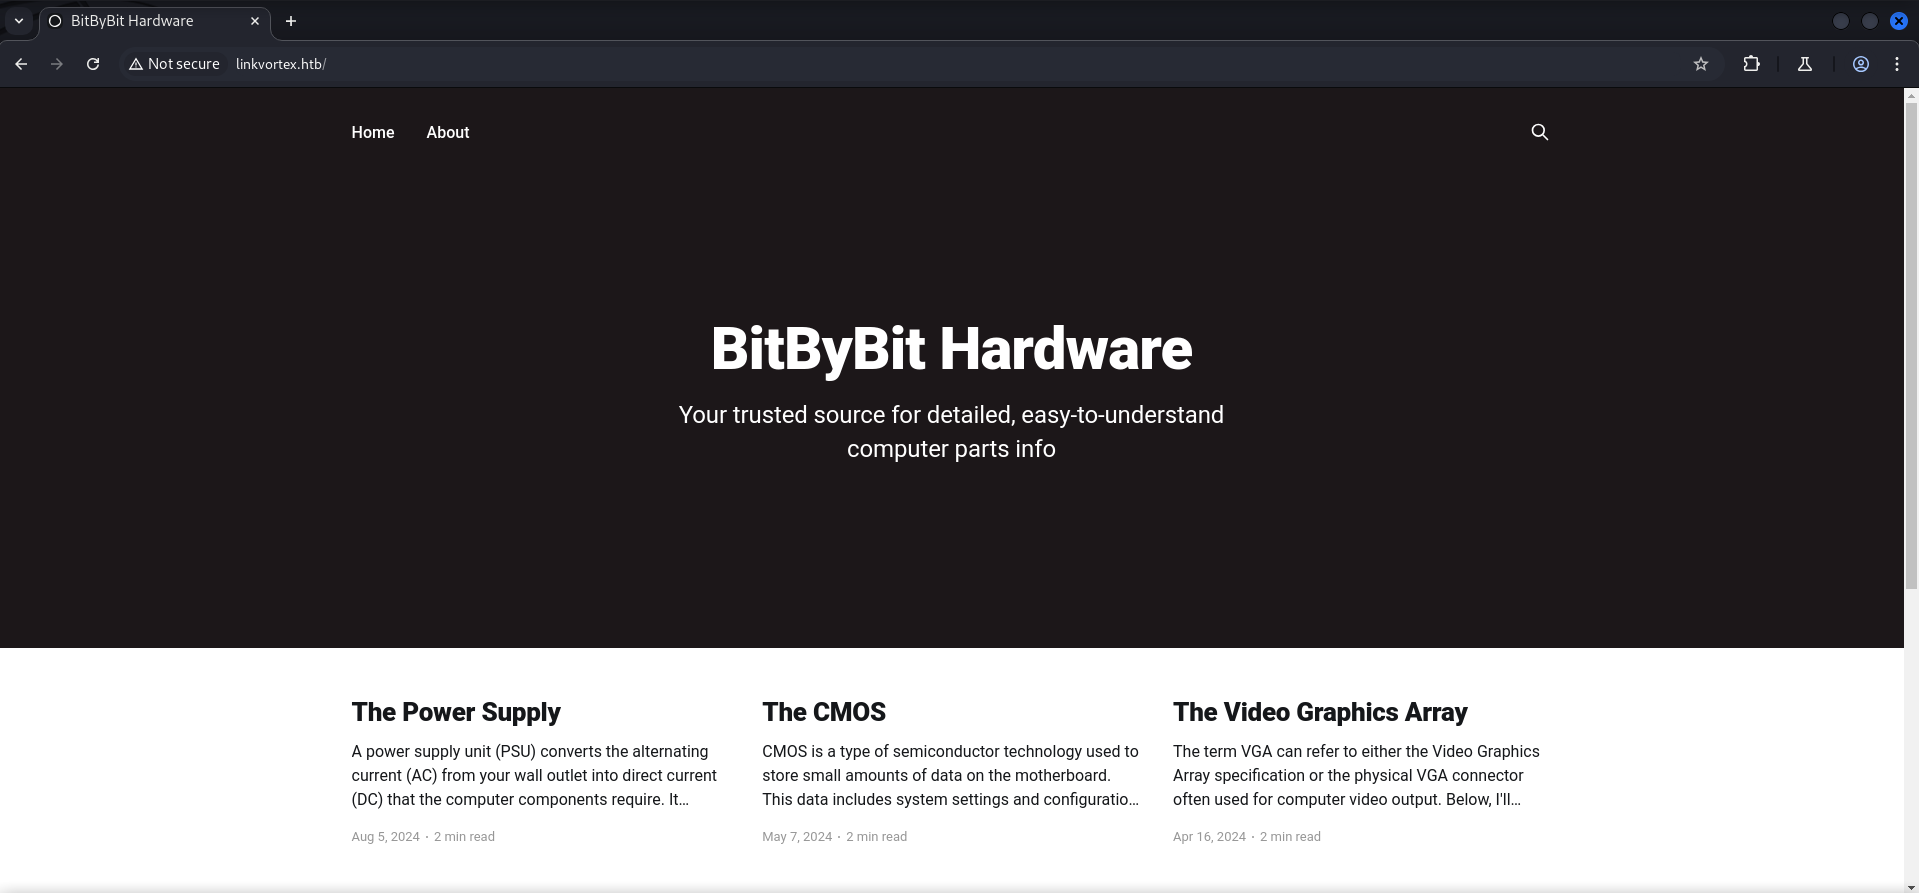 BitByBit Hardware
Not secure linkvortex.htb/
Home About
BitByBit Hardware
Your trusted source for detailed, easy-to-understand
computer parts info
The Power Supply
A power supply unit (PSU) converts the alternating
current (AC) from your wall outlet into direct current
(DC) that the computer components require. It…
Aug 5, 2024 • 2 min read
The CMOS
CMOS is a type of semiconductor technology used to
store small amounts of data on the motherboard.
This data includes system settings and configuratio…
May 7, 2024 • 2 min read
The Video Graphics Array
The term VGA can refer to either the Video Graphics
Array specification or the physical VGA connector
often used for computer video output. Below, I'll…
Apr 16, 2024 • 2 min read